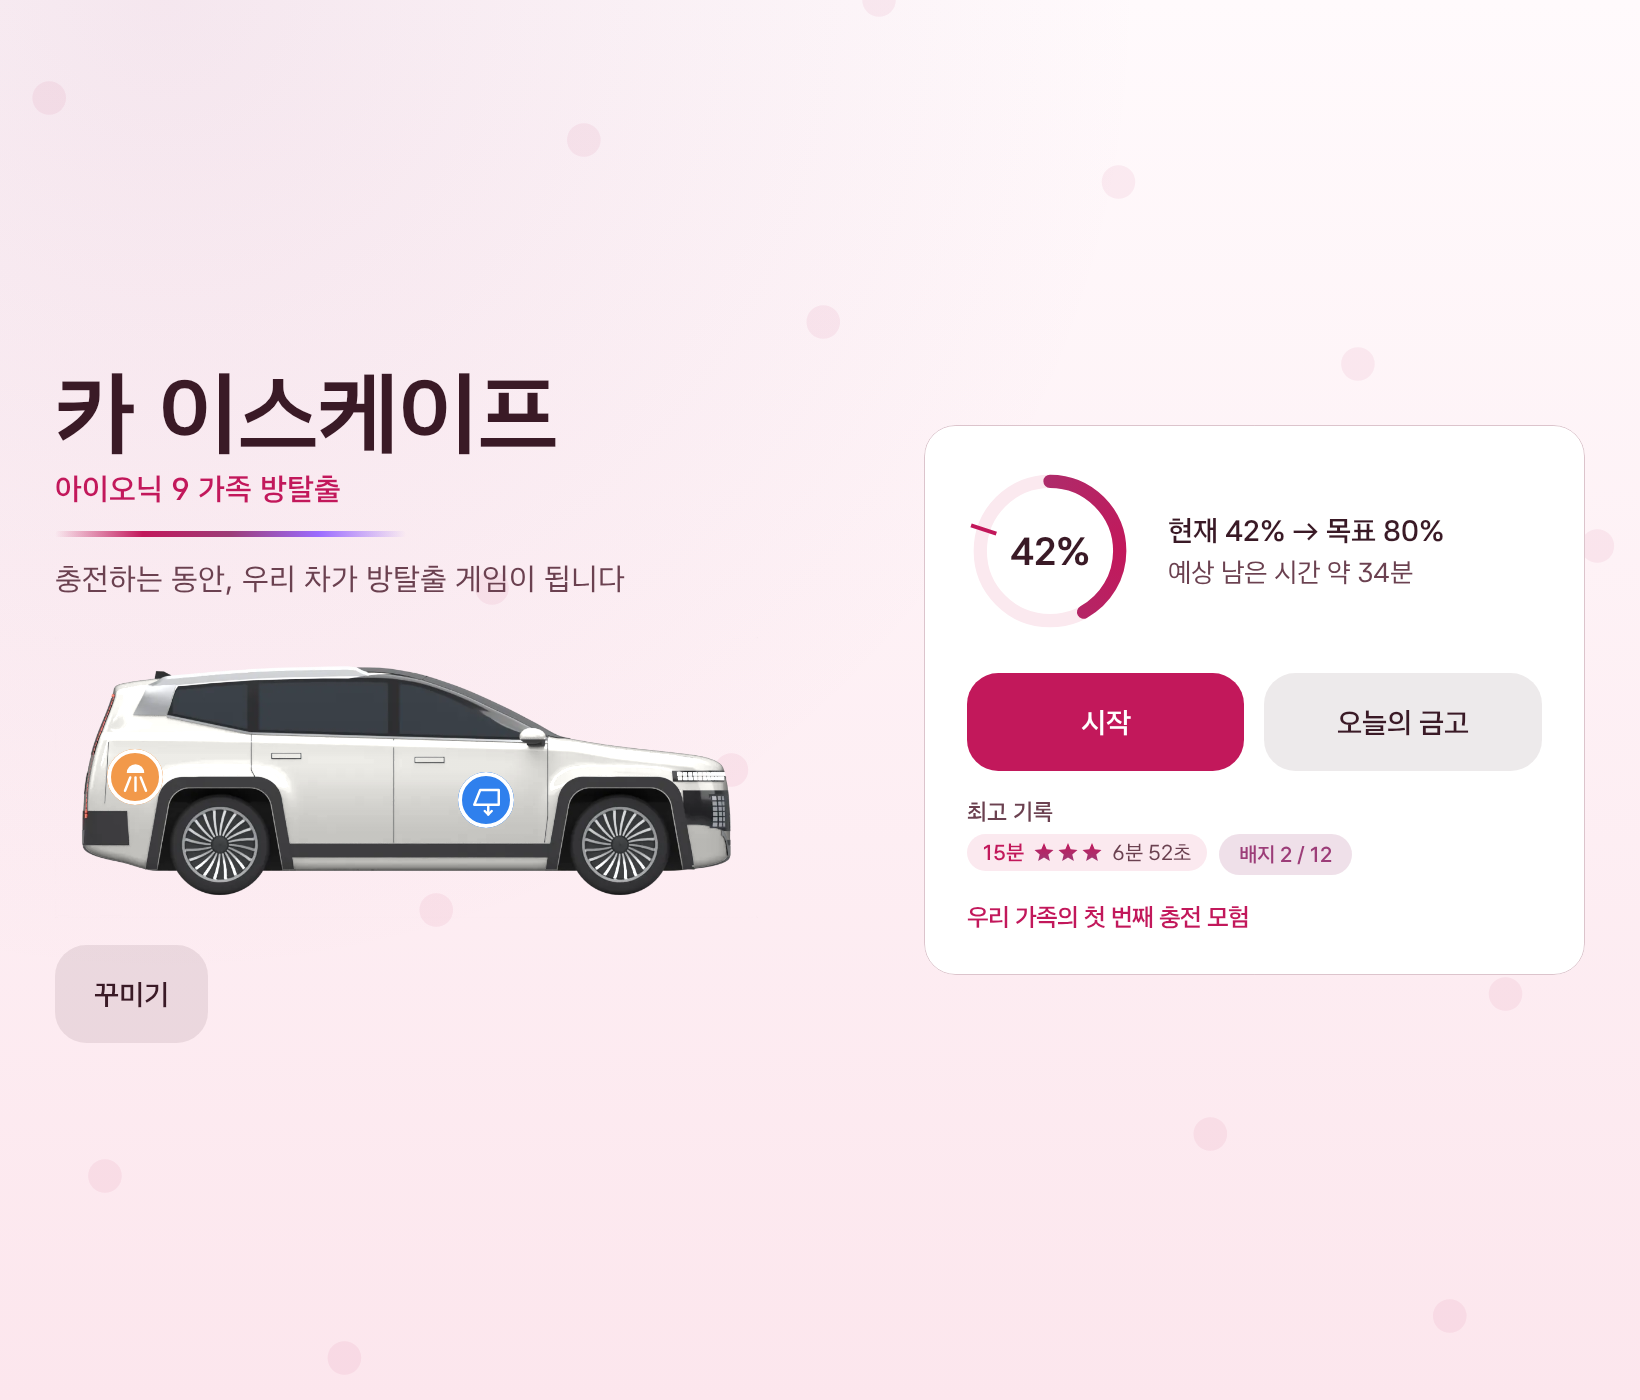 카 이스케이프
아이오닉 9 가족 방탈출
충전하는 동안, 우리 차가 방탈출 게임이 됩니다
꾸미기
42%
현재 42% → 목표 80%
예상 남은 시간 약 34분
시작
오늘의 금고
최고 기록
15분 ★★★ 6분 52초
배지 2 / 12
우리 가족의 첫 번째 충전 모험